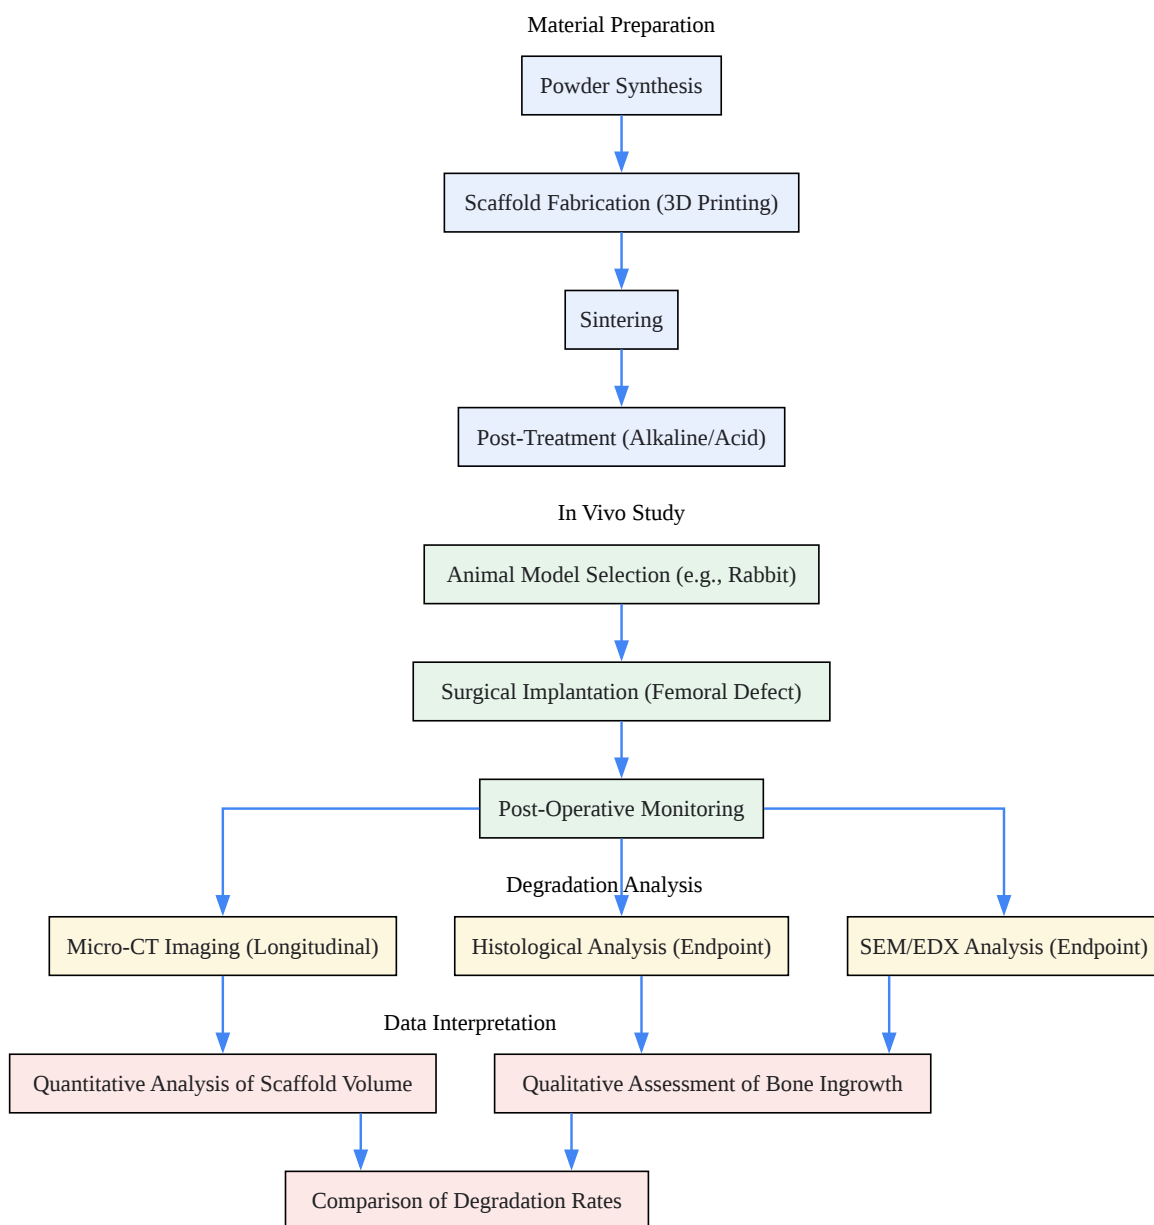 Material Preparation
Powder Synthesis
Scaffold Fabrication (3D Printing)
Sintering
Post-Treatment (Alkaline/Acid)
In Vivo Study
Animal Model Selection (e.g., Rabbit)
Surgical Implantation (Femoral Defect)
Post-Operative Monitoring
Degradation Analysis
Micro-CT Imaging (Longitudinal)
Histological Analysis (Endpoint)
SEM/EDX Analysis (Endpoint)
Data Interpretation
Quantitative Analysis of Scaffold Volume
Qualitative Assessment of Bone Ingrowth
Comparison of Degradation Rates